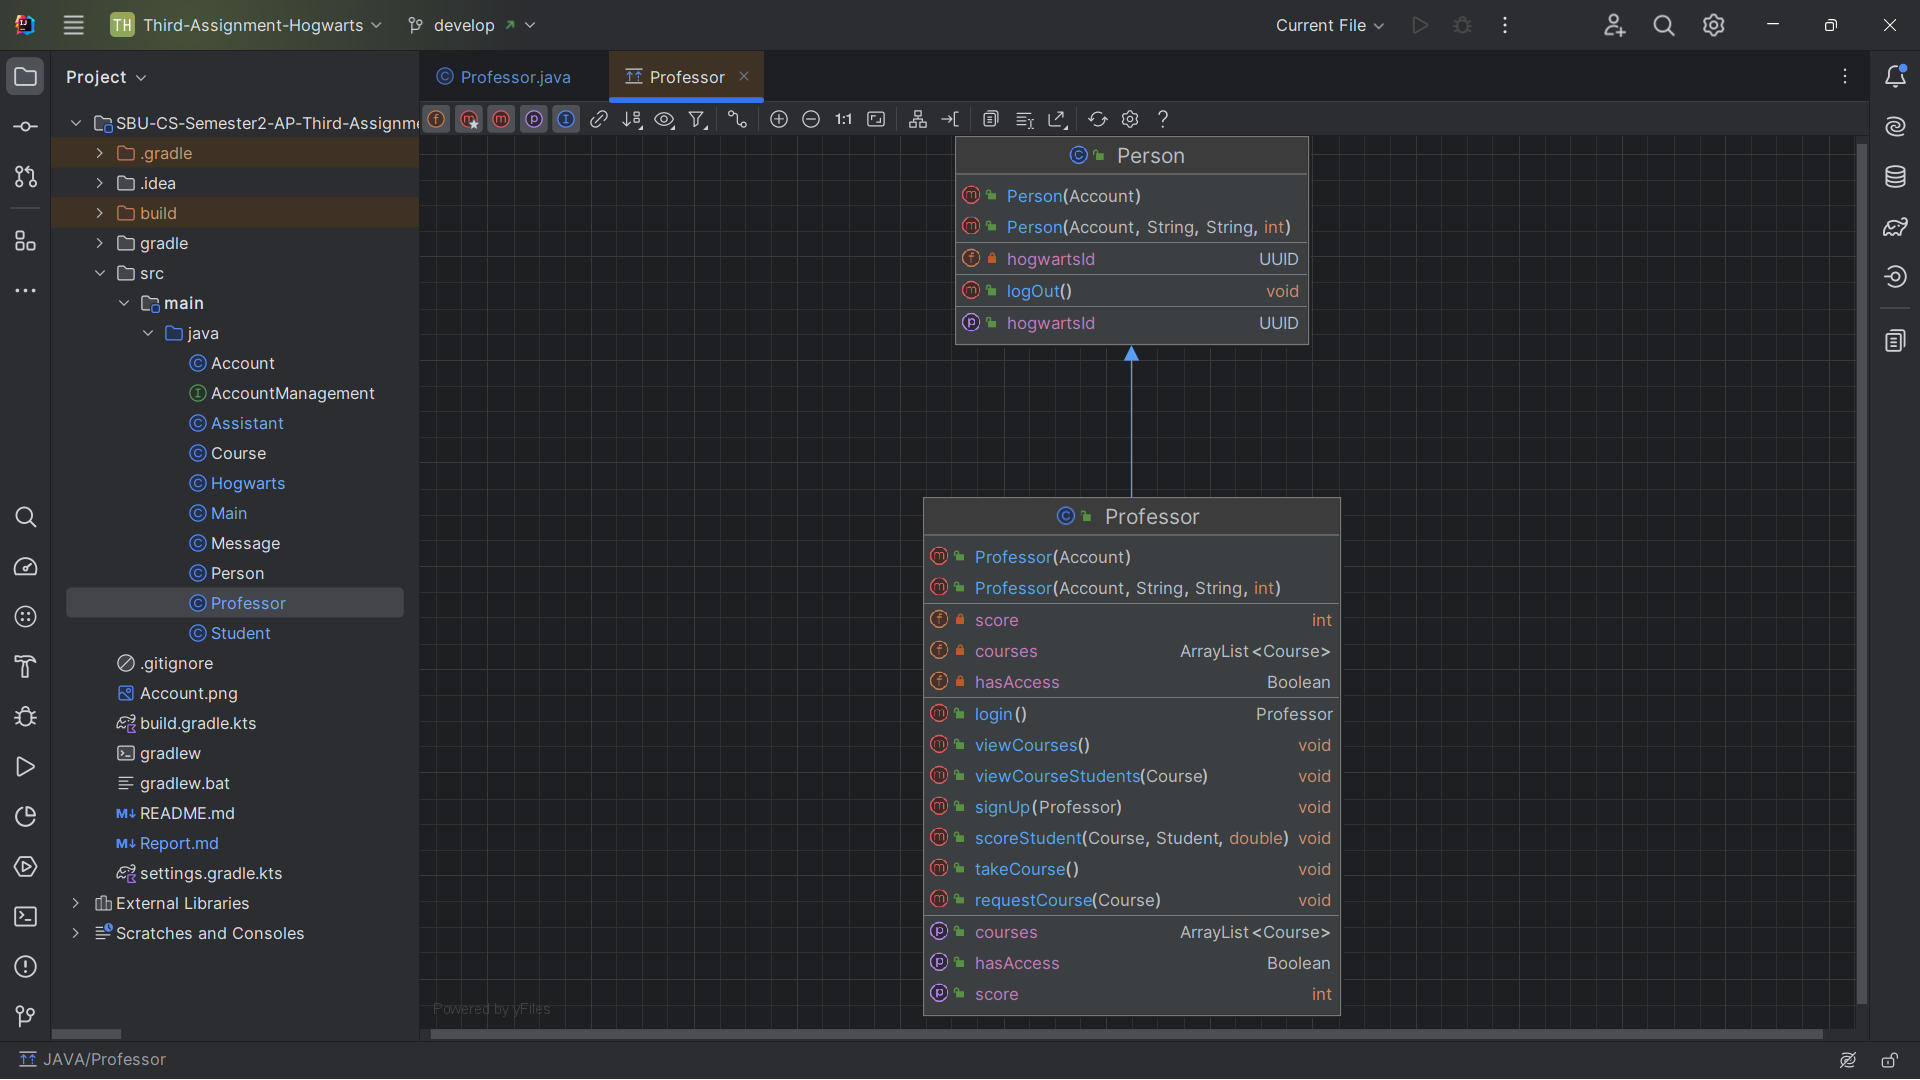 TH Third-Assignment-Hogwarts develop Current File
Project
Professor.java Professor
1:1
SBU-CS-Semester2-AP-Third-Assignme
.gradle
.idea
build
gradle
src
main
java
Account
AccountManagement
Assistant
Course
Hogwarts
Main
Message
Person
Professor
Student
.gitignore
Account.png
build.gradle.kts
gradlew
gradlew.bat
README.md
Report.md
settings.gradle.kts
External Libraries
Scratches and Consoles
Person
Person(Account)
Person(Account, String, String, int)
hogwartsId UUID
logOut() void
hogwartsId UUID
Professor
Professor(Account)
Professor(Account, String, String, int)
score int
courses ArrayList<Course>
hasAccess Boolean
login() Professor
viewCourses() void
viewCourseStudents(Course) void
signUp(Professor) void
scoreStudent(Course, Student, double) void
takeCourse() void
requestCourse(Course) void
courses ArrayList<Course>
hasAccess Boolean
score int
Powered by yFiles
JAVA/Professor